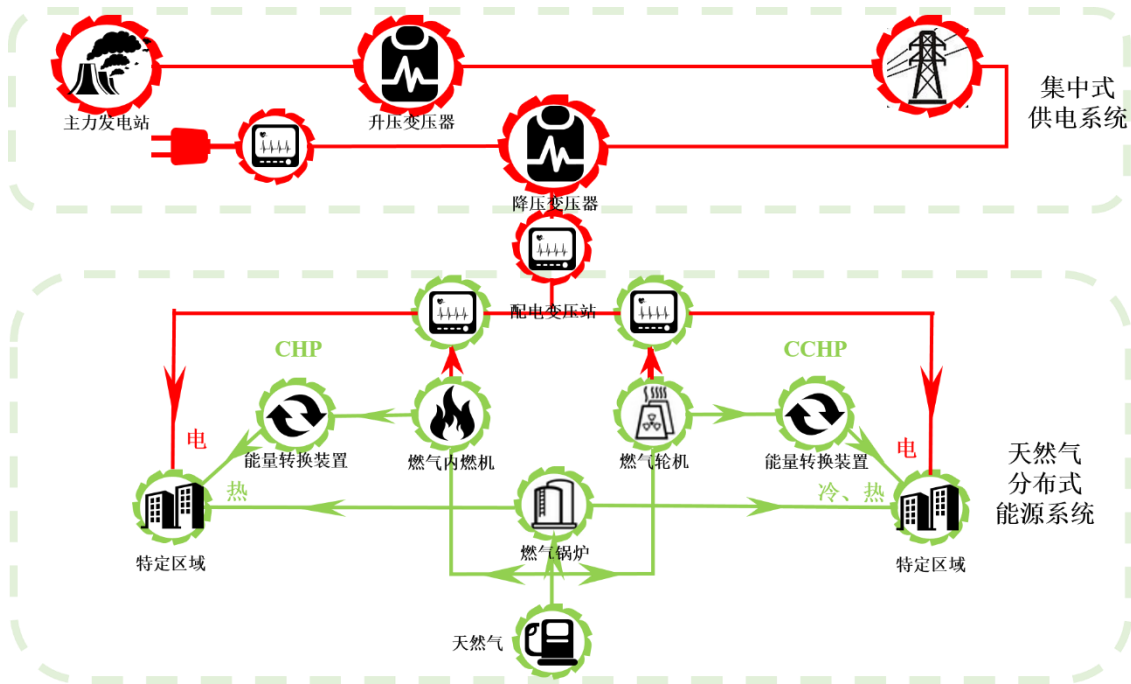 主力发电站
升压变压器
集中式
供电系统
降压变压器
配电变压站
CHP
CCHP
电
能量转换装置
燃气内燃机
燃气轮机
能量转换装置
电
热
冷、热
天然气
分布式
能源系统
特定区域
燃气锅炉
特定区域
天然气